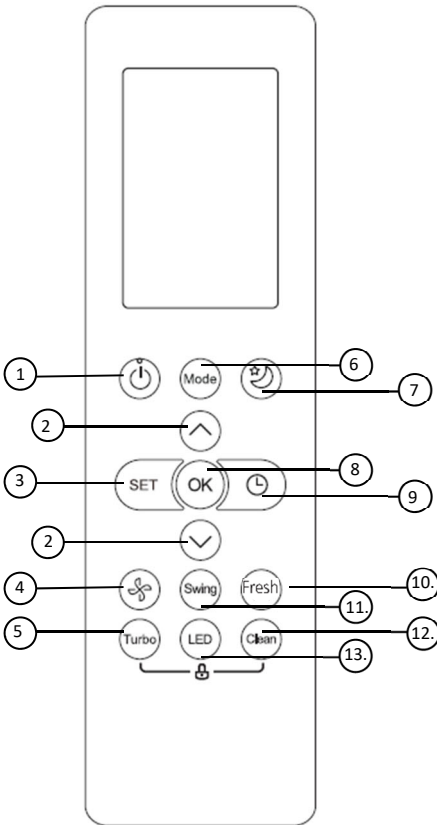 1
Mode
6
7
2
8
3
SET
OK
9
2
4
Swing
Fresh
10.
11.
5
Turbo
LED
Clean
12.
13.